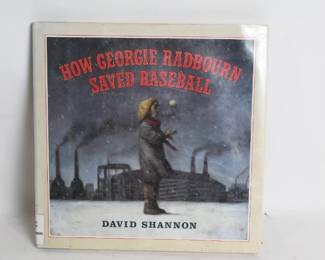 HOW GEORGIE RADBOURN
SAVED BASEBALL
DAVID SHANNON